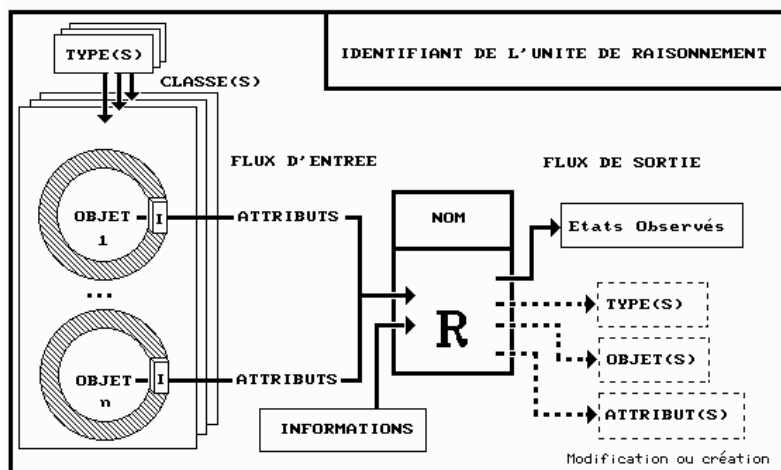 TYPE(S)
IDENTIFIANT DE L'UNITE DE RAISONNEMENT
CLASSE(S)
FLUX D'ENTREE
FLUX DE SORTIE
OBJET
1
I
ATTRIBUTS
NOM
Etats Observés
...
R
TYPE(S)
OBJET(S)
OBJET
n
I
ATTRIBUTS
INFORMATIONS
ATTRIBUT(S)
Modification ou création